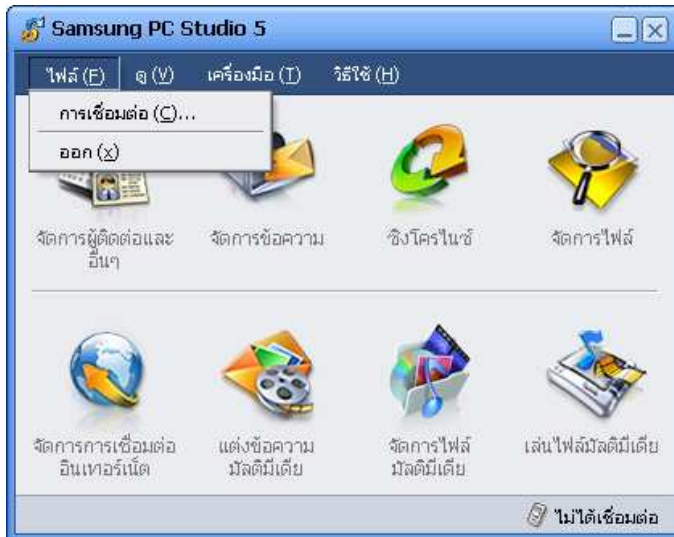 Samsung PC Studio 5
ไฟล์ (F) ดู (V) เครื่องมือ (T) วิธีใช้ (H)
การเชื่อมต่อ (C)...
ออก (x)
จัดการผู้ติดต่อและ
อื่นๆ
จัดการข้อความ
ซิงโครไนซ์
จัดการไฟล์
จัดการการเชื่อมต่อ
อินเทอร์เน็ต
แต่งข้อความ
มัลติมีเดีย
จัดการไฟล์
มัลติมีเดีย
เล่นไฟล์มัลติมีเดีย
ไม่ได้เชื่อมต่อ